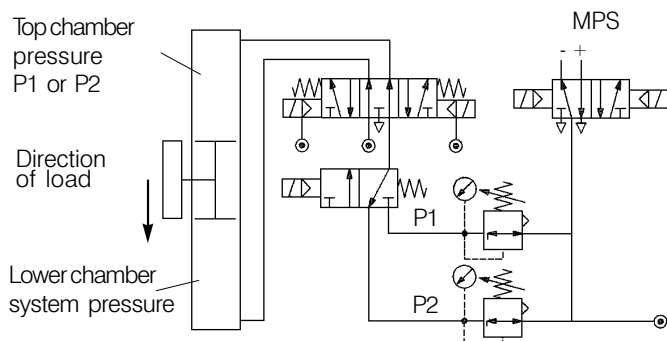 Top chamber
pressure
P1 or P2
MPS
- +
Direction
of load
P1
Lower chamber
system pressure
P2